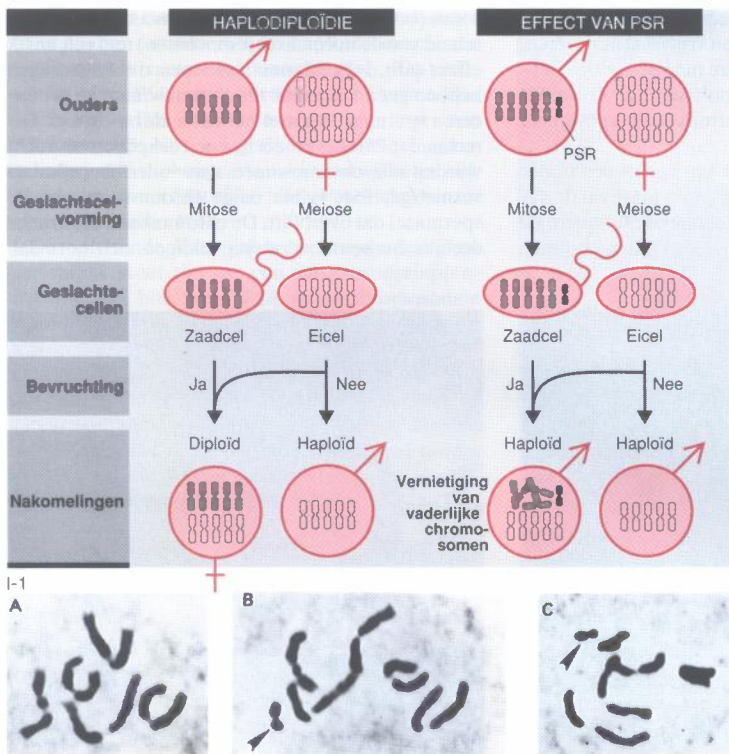 HAPLODIPLOÏDIE
EFFECT VAN PSR
Ouders
PSR
Geslachtscel-
vorming
Mitose
Meiose
Mitose
Meiose
Geslachts-
cellen
Zaadcel
Eicel
Zaadcel
Eicel
Bevruchting
Ja
Nee
Ja
Nee
Nakomelingen
Diploïd
Haploïd
Haploïd
Haploïd
Vernietiging
van
vaderlijke
chromo-
somen
I-1
A
B
C